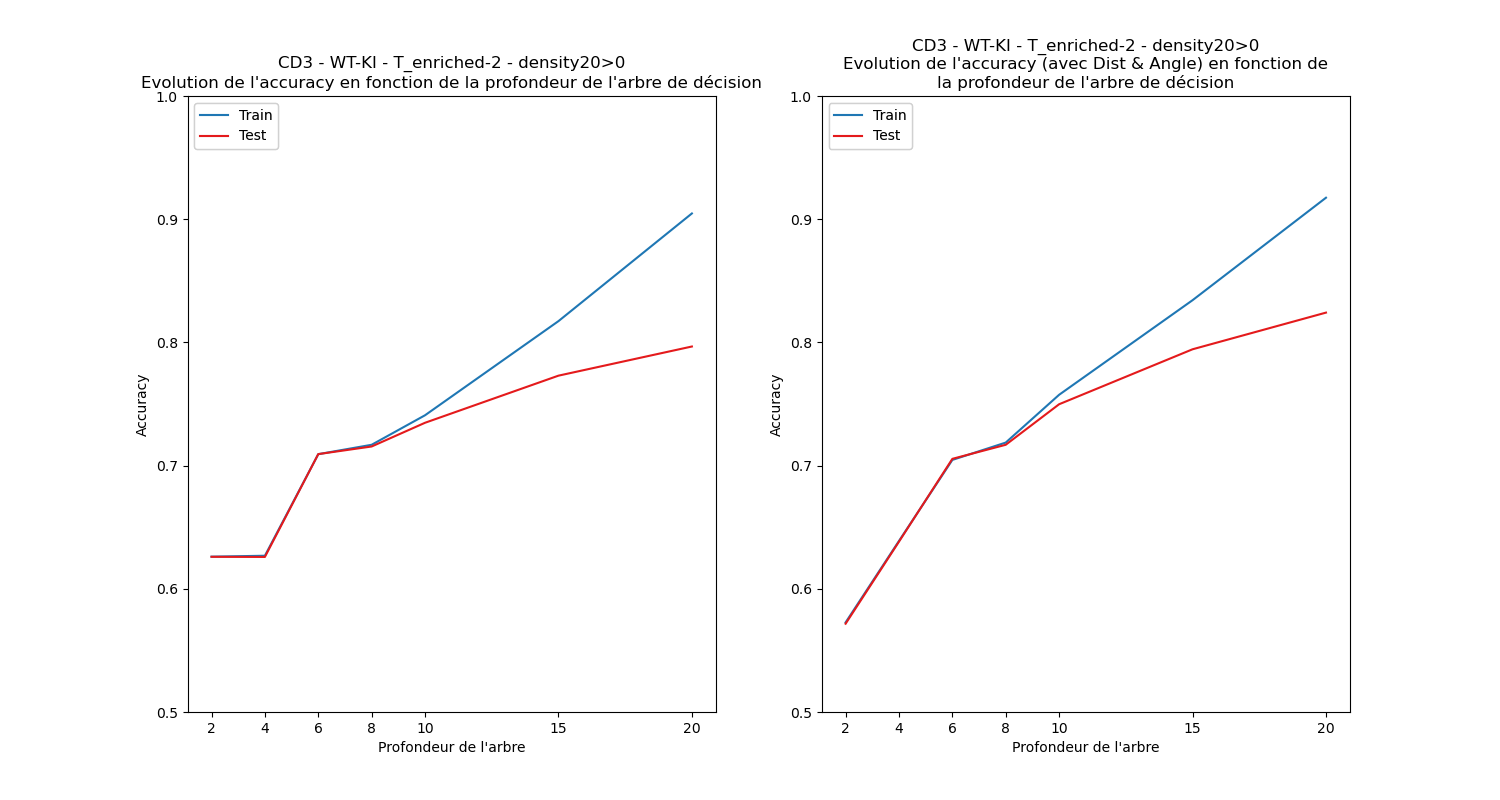 CD3 - WT-KI - T_enriched-2 - density20>0
Evolution de l'accuracy en fonction de la profondeur de l'arbre de décision
1.0
0.9
0.8
0.7
0.6
0.5
Accuracy
Train
Test
2 4 6 8 10 15 20
Profondeur de l'arbre
CD3 - WT-KI - T_enriched-2 - density20>0
Evolution de l'accuracy (avec Dist & Angle) en fonction de
la profondeur de l'arbre de décision
1.0
0.9
0.8
0.7
0.6
0.5
Accuracy
Train
Test
2 4 6 8 10 15 20
Profondeur de l'arbre